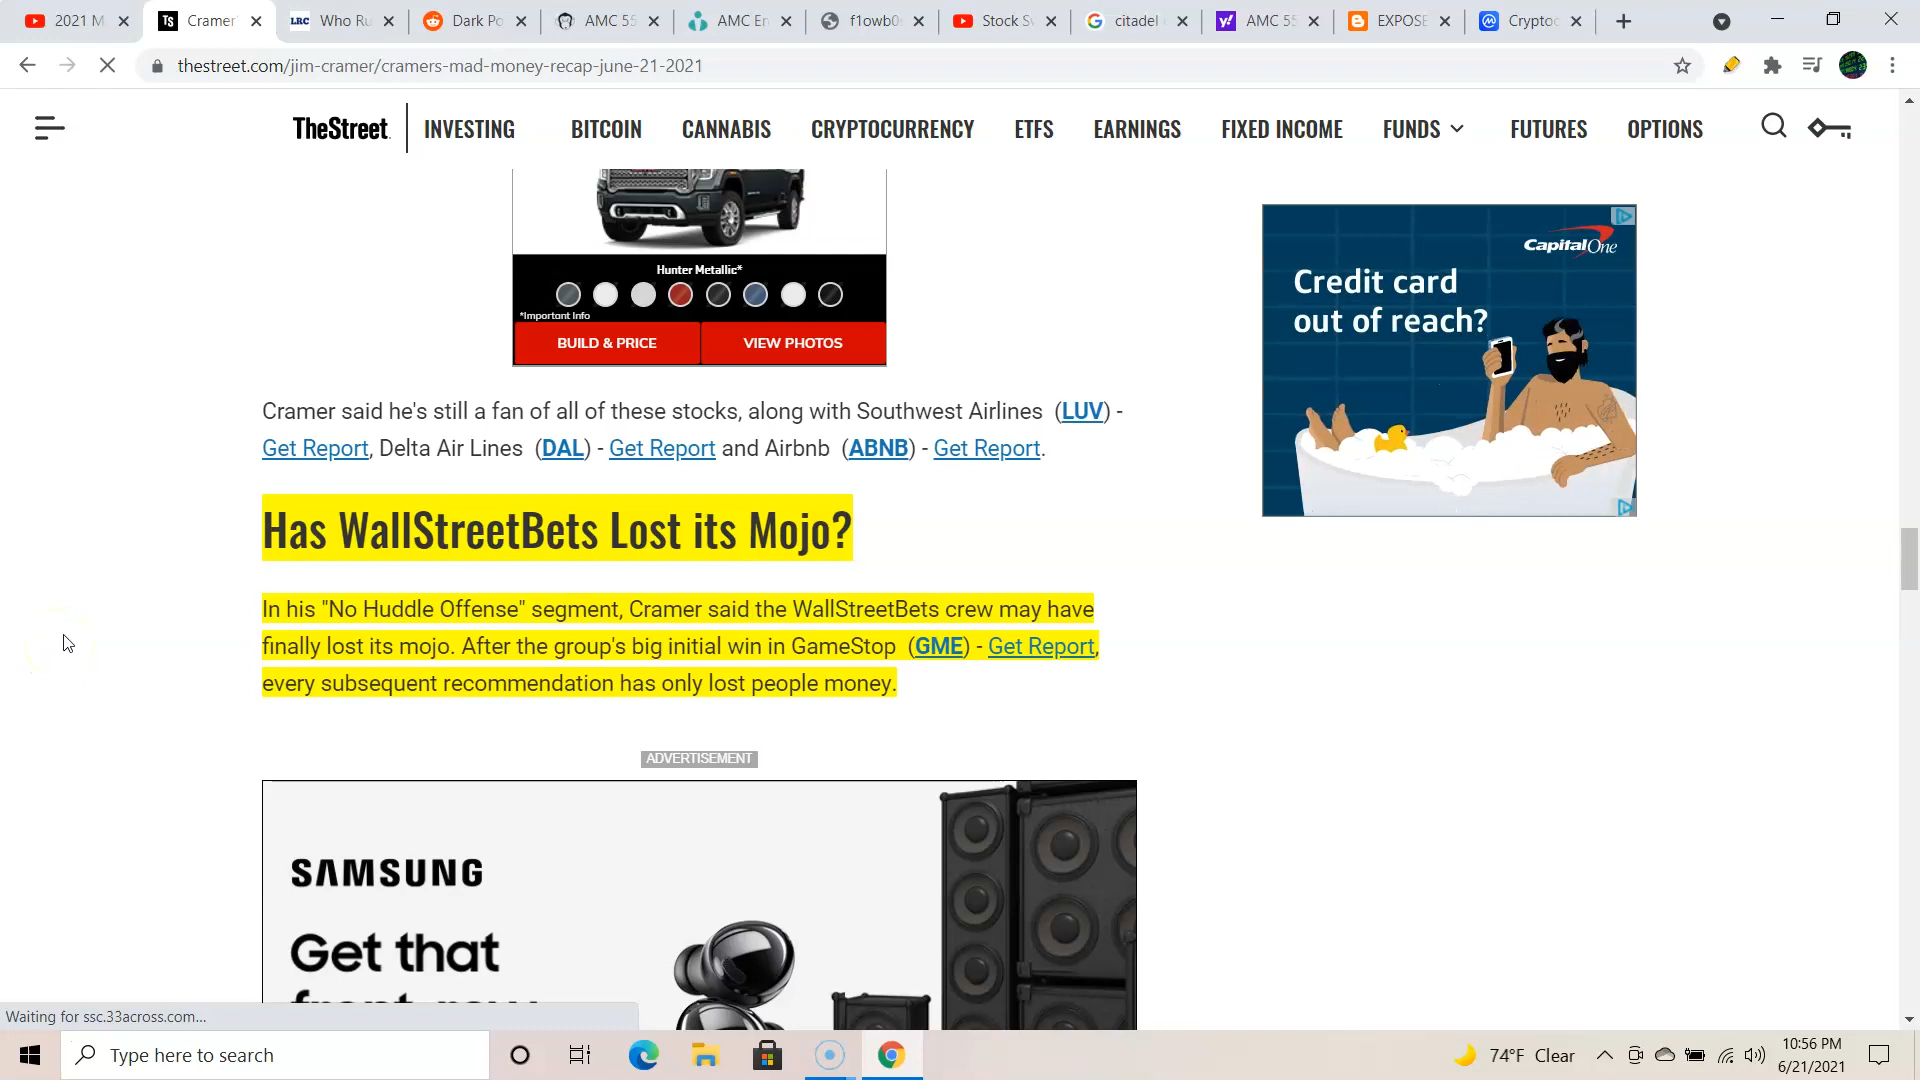 2021 M
Cramer'
LRC Who Ru
Dark Po
AMC 55
AMC En
f1owb0
Stock Sv
citadel
AMC 55
EXPOSE
Cryptoc
thestreet.com/jim-cramer/cramers-mad-money-recap-june-21-2021
TheStreet INVESTING BITCOIN CANNABIS CRYPTOCURRENCY ETFS EARNINGS FIXED INCOME FUNDS FUTURES OPTIONS
Hunter Metallic*
*Important Info
BUILD & PRICE VIEW PHOTOS
CapitalOne
Credit card
out of reach?
Cramer said he's still a fan of all of these stocks, along with Southwest Airlines (LUV) -
Get Report, Delta Air Lines (DAL) - Get Report and Airbnb (ABNB) - Get Report.
Has WallStreetBets Lost its Mojo?
In his "No Huddle Offense" segment, Cramer said the WallStreetBets crew may have
finally lost its mojo. After the group's big initial win in GameStop (GME) - Get Report,
every subsequent recommendation has only lost people money.
ADVERTISEMENT
SAMSUNG
Get that
Waiting for ssc.33across.com...
Type here to search
74°F Clear
10:56 PM
6/21/2021